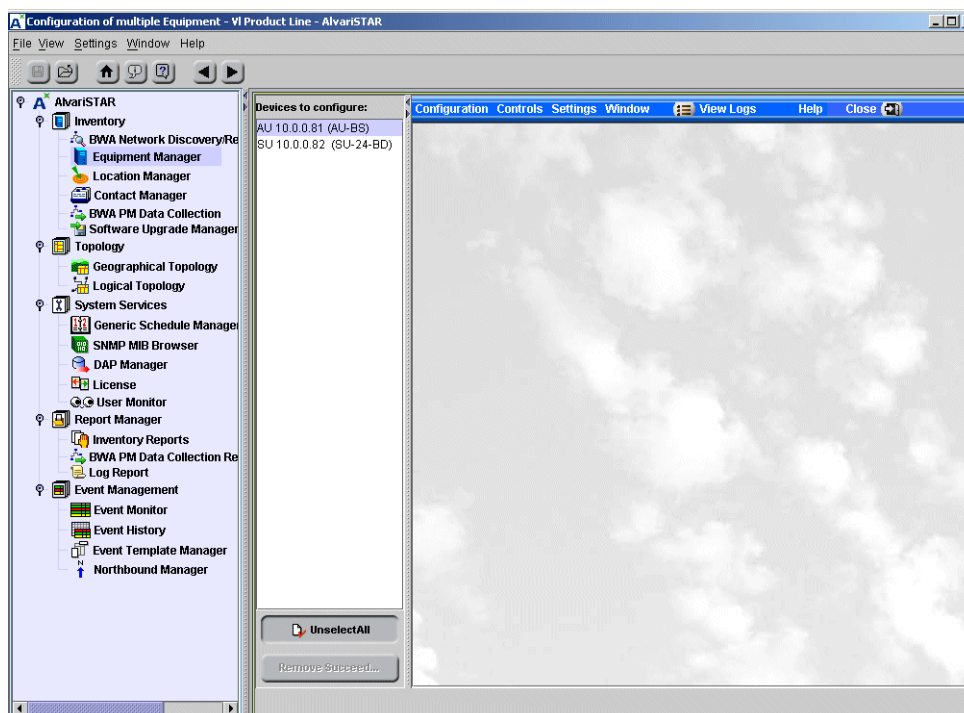 Configuration of multiple Equipment - VI Product Line - AlvariSTAR
File View Settings Window Help
AlvariSTAR
Inventory
BWA Network Discovery/Re
Equipment Manager
Location Manager
Contact Manager
BWA PM Data Collection
Software Upgrade Manager
Topology
Geographical Topology
Logical Topology
System Services
Generic Schedule Manager
SNMP MIB Browser
DAP Manager
License
User Monitor
Report Manager
Inventory Reports
BWA PM Data Collection Re
Log Report
Event Management
Event Monitor
Event History
Event Template Manager
Northbound Manager
Devices to configure:
AU 10.0.0.81 (AU-BS)
SU 10.0.0.82 (SU-24-BD)
UnselectAll
Remove Succeed...
Configuration Controls Settings Window View Logs Help Close